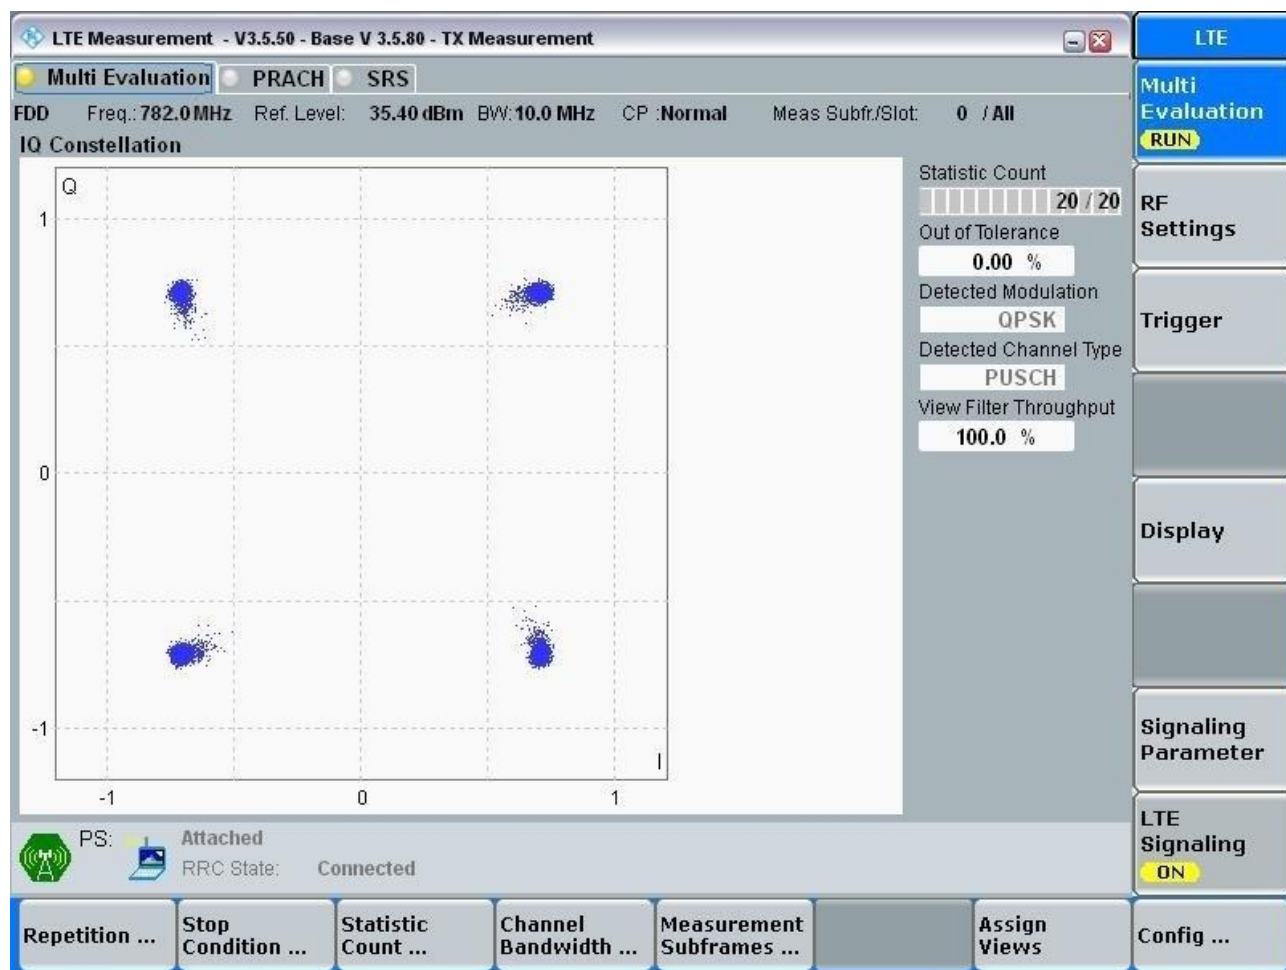 LTE Measurement - V3.5.50 - Base V 3.5.80 - TX Measurement
LTE
Multi Evaluation PRACH SRS
FDD Freq.: 782.0 MHz Ref. Level: 35.40 dBm BW: 10.0 MHz CP : Normal Meas Subfr./Slot: 0 / All
IQ Constellation
Q
1
0
-1
I
-1 0 1
Statistic Count
20 / 20
Out of Tolerance
0.00 %
Detected Modulation
QPSK
Detected Channel Type
PUSCH
View Filter Throughput
100.0 %
Multi
Evaluation
RUN
RF
Settings
Trigger
Display
Signaling
Parameter
LTE
Signaling
ON
PS: Attached
RRC State: Connected
Repetition ...
Stop
Condition ...
Statistic
Count ...
Channel
Bandwidth ...
Measurement
Subframes ...
Assign
Views
Config ...